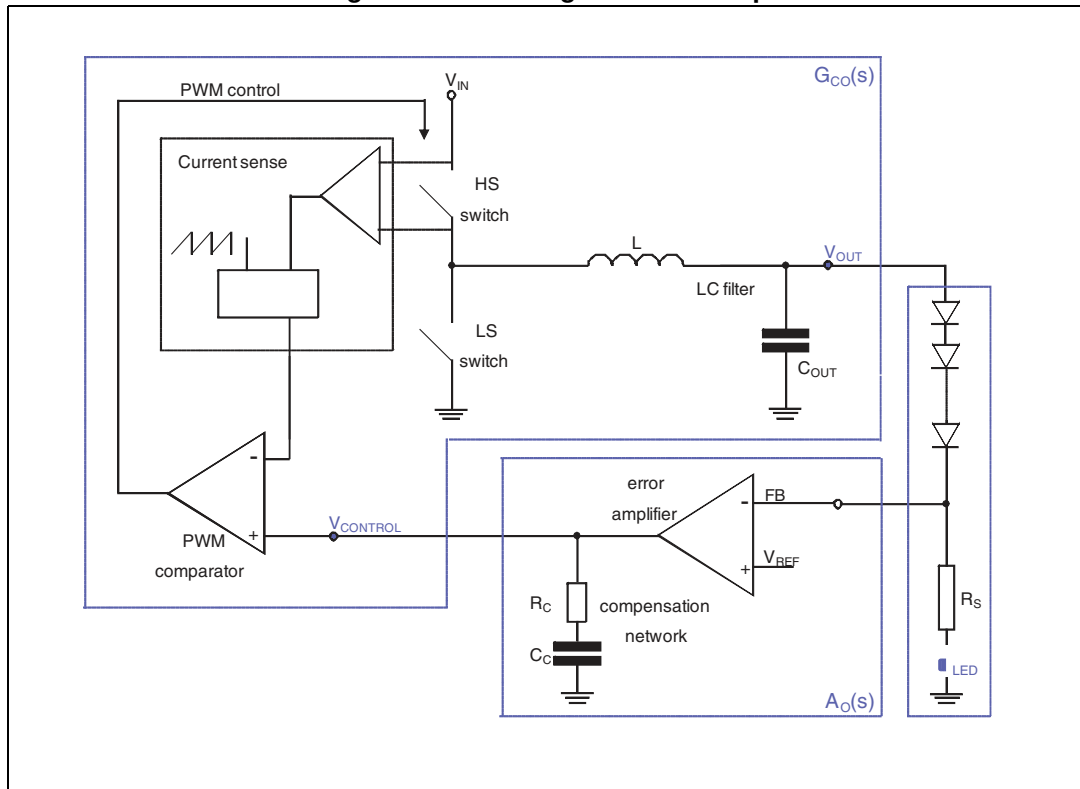 G_CO(s)
V_IN
PWM control
Current sense
HS
switch
L
V_OUT
LC filter
LS
switch
C_OUT
error
amplifier
-
FB
-
V_CONTROL
+
PWM
comparator
V_REF
+
R_C
compensation
network
C_C
R_S
LED
A_O(s)